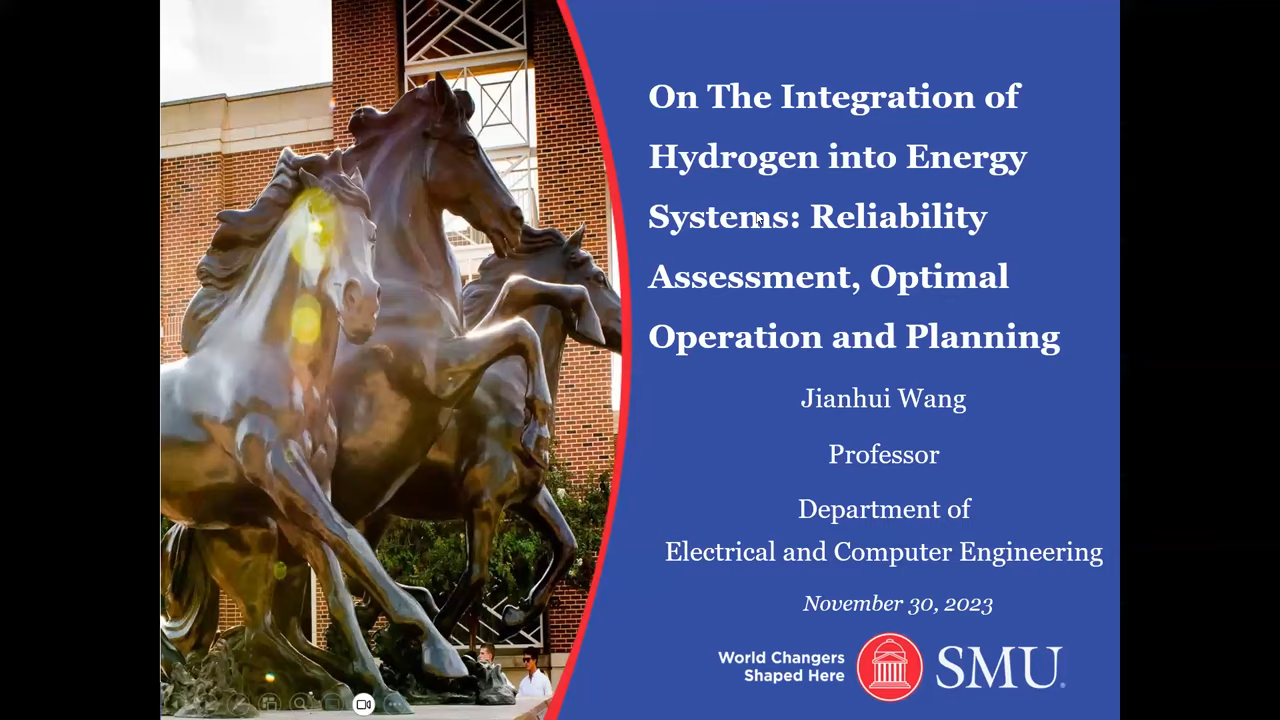 On The Integration of
Hydrogen into Energy
Systems: Reliability
Assessment, Optimal
Operation and Planning
Jianhui Wang
Professor
Department of
Electrical and Computer Engineering
November 30, 2023
World Changers
Shaped Here
SMU.